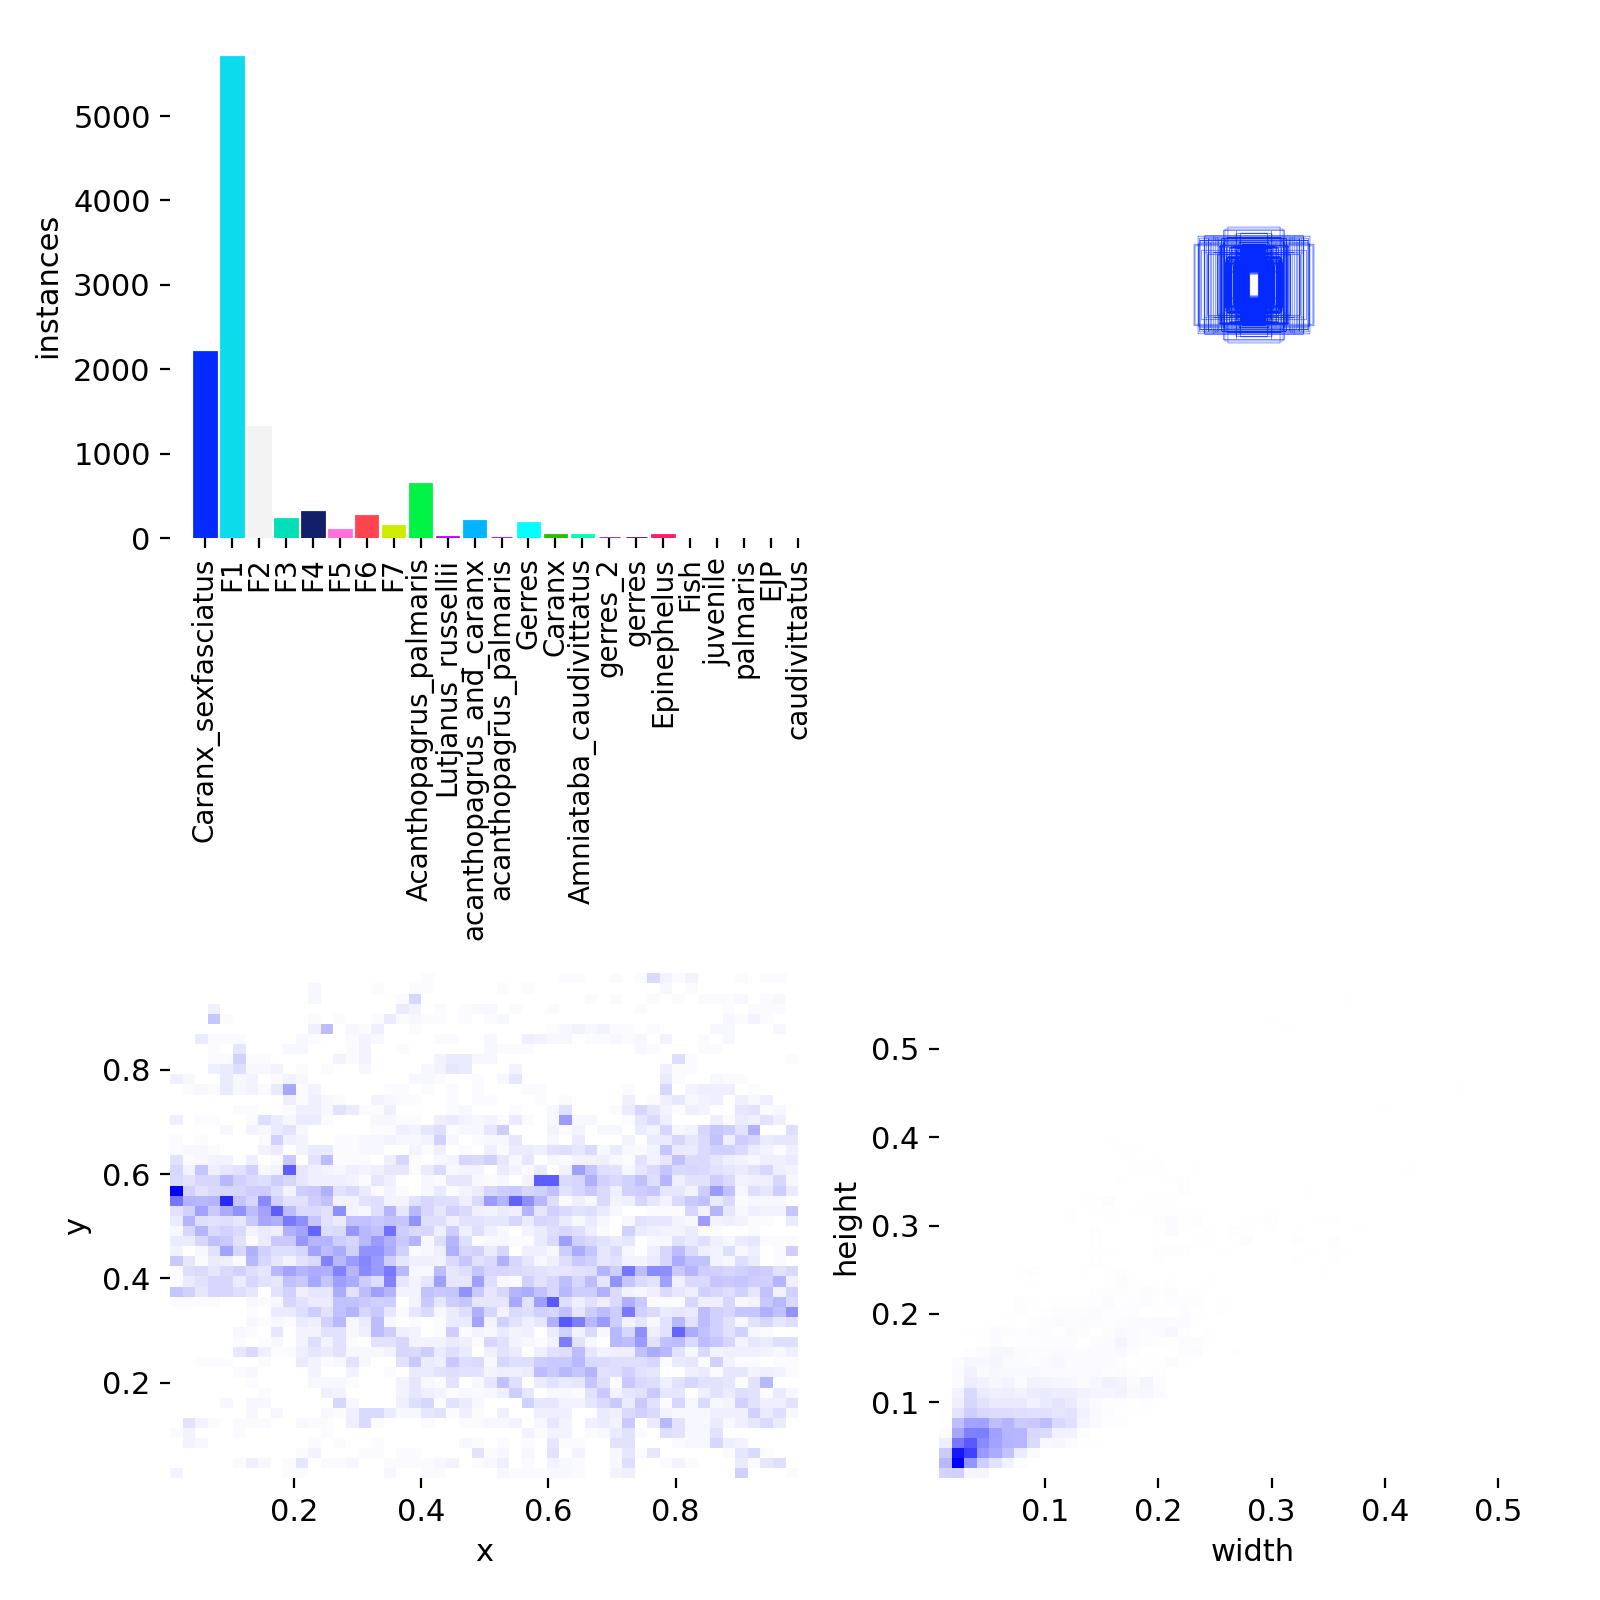 instances
5000
4000
3000
2000
1000
0
Caranx_sexfasciatus
F1
F2
F3
F4
F5
F6
F7
Acanthopagrus_palmaris
Lutjanus_russellii
acanthopagrus_and_caranx
acanthopagrus_palmaris
Gerres
Caranx
Amniataba_caudivittatus
gerres_2
gerres
Epinephelus
Fish
juvenile
palmaris
EJP
caudivittatus
y
0.8
0.6
0.4
0.2
0.2 0.4 0.6 0.8
x
height
0.5
0.4
0.3
0.2
0.1
0.1 0.2 0.3 0.4 0.5
width